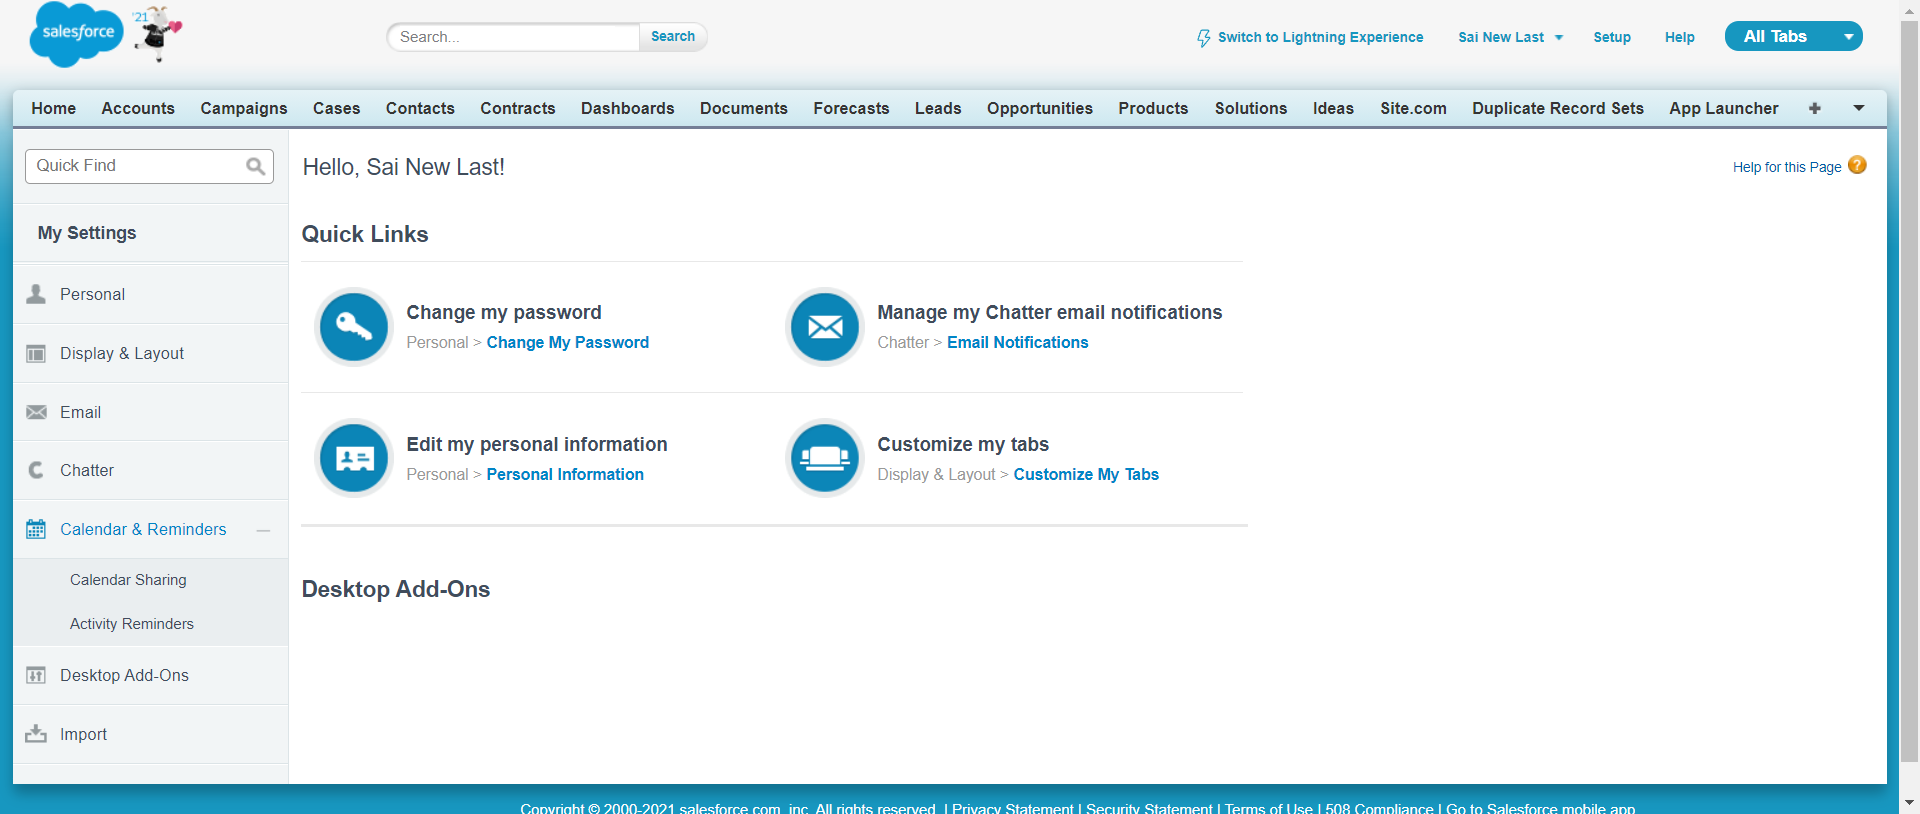 salesforce '21
Search...
Search
Switch to Lightning Experience
Sai New Last
Setup
Help
All Tabs
Home Accounts Campaigns Cases Contacts Contracts Dashboards Documents Forecasts Leads Opportunities Products Solutions Ideas Site.com Duplicate Record Sets App Launcher +
Quick Find
My Settings
Personal
Display & Layout
Email
Chatter
Calendar & Reminders
Calendar Sharing
Activity Reminders
Desktop Add-Ons
Import
Hello, Sai New Last!
Help for this Page ?
Quick Links
Change my password
Personal > Change My Password
Manage my Chatter email notifications
Chatter > Email Notifications
Edit my personal information
Personal > Personal Information
Customize my tabs
Display & Layout > Customize My Tabs
Desktop Add-Ons
Copyright © 2000-2021 salesforce.com, inc. All rights reserved. | Privacy Statement | Security Statement | Terms of Use | 508 Compliance | Go to Salesforce mobile app